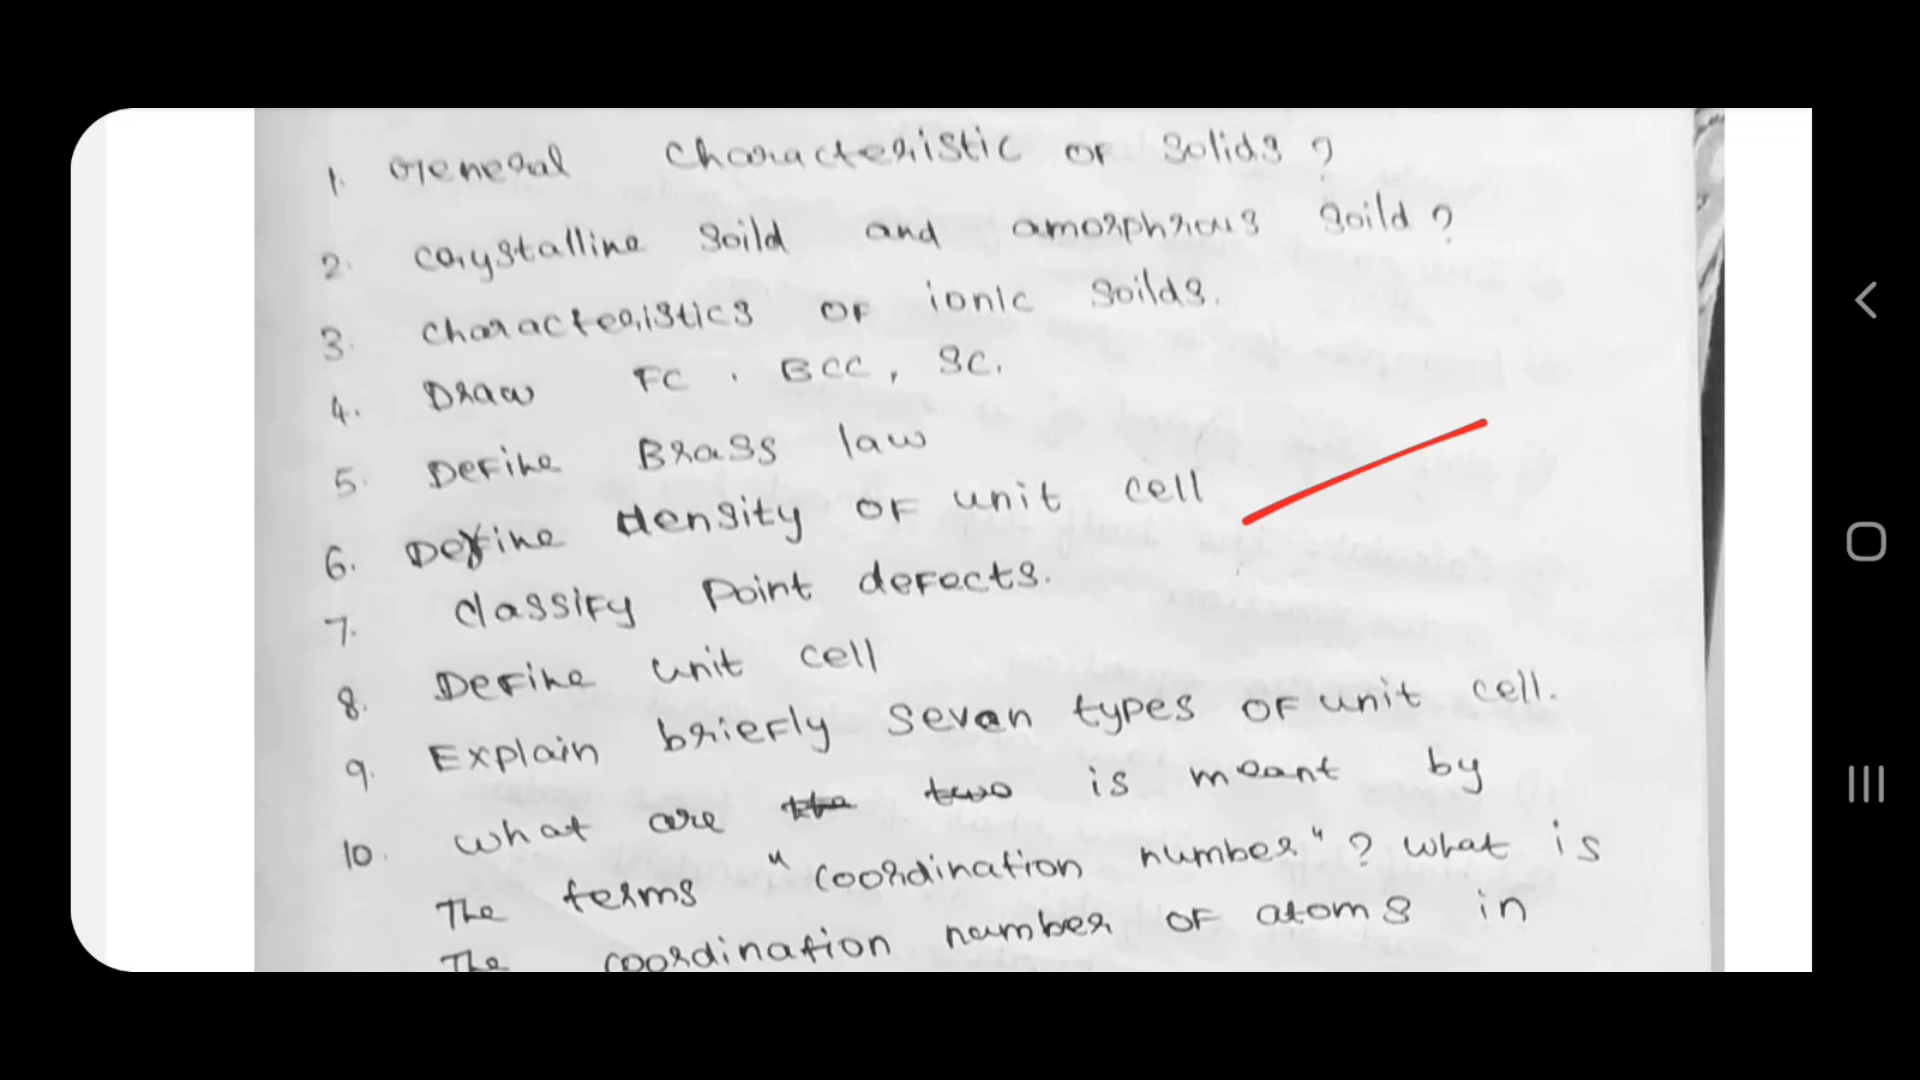 1. General characteristic of solids?
2. crystalline soild and amorphrous soild?
3. characteristics of ionic soilds.
4. Draw FC . BCC, SC.
5. Define Brass law
6. Define density of unit cell
7. classify point defects.
8. Define unit cell
9. Explain briefly seven types of unit cell.
10. What are the two is meant by
The terms "coordination number"? what is
The coordination number of atoms in